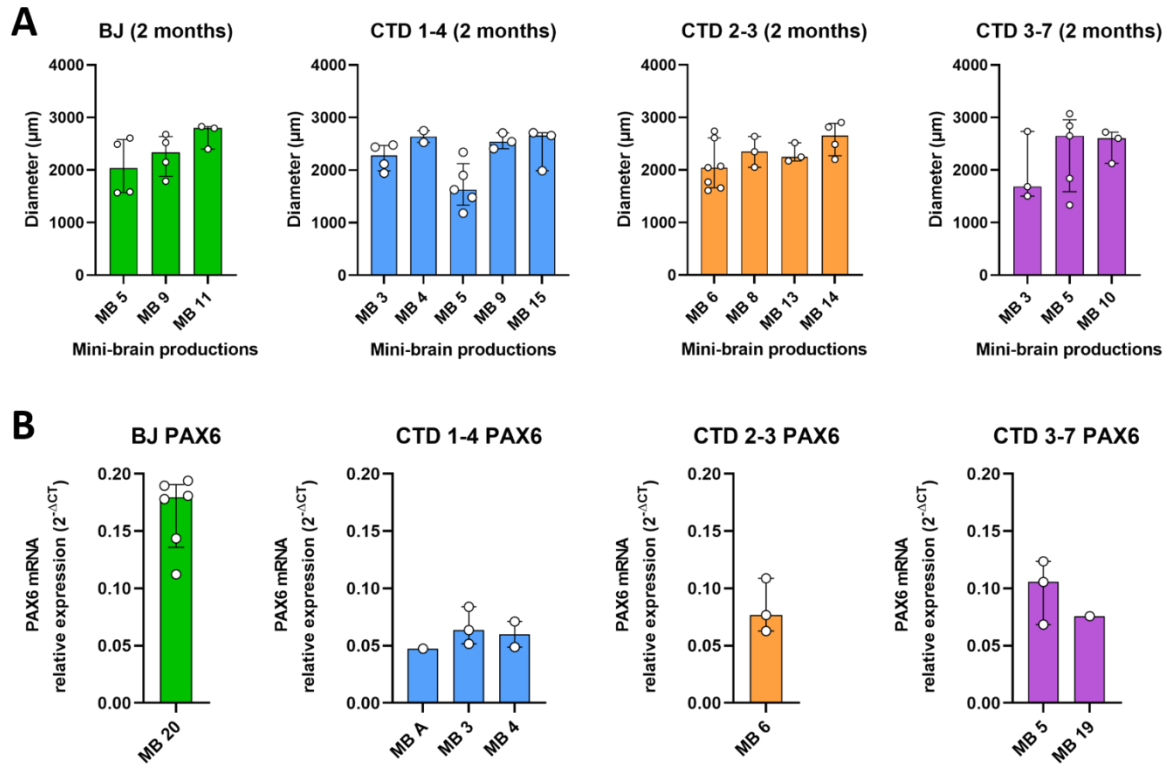 A
BJ (2 months)
Diameter (µm)
4000
3000
2000
1000
0
MB 5
MB 9
MB 11
Mini-brain productions
CTD 1-4 (2 months)
Diameter (µm)
4000
3000
2000
1000
0
MB 3
MB 4
MB 5
MB 9
MB 15
Mini-brain productions
CTD 2-3 (2 months)
Diameter (µm)
4000
3000
2000
1000
0
MB 6
MB 8
MB 13
MB 14
Mini-brain productions
CTD 3-7 (2 months)
Diameter (µm)
4000
3000
2000
1000
0
MB 3
MB 5
MB 10
Mini-brain productions
B
BJ PAX6
PAX6 mRNA
relative expression (2^-ΔCT)
0.20
0.15
0.10
0.05
0.00
MB 20
CTD 1-4 PAX6
PAX6 mRNA
relative expression (2^-ΔCT)
0.20
0.15
0.10
0.05
0.00
MB A
MB 3
MB 4
CTD 2-3 PAX6
PAX6 mRNA
relative expression (2^-ΔCT)
0.20
0.15
0.10
0.05
0.00
MB 6
CTD 3-7 PAX6
PAX6 mRNA
relative expression (2^-ΔCT)
0.20
0.15
0.10
0.05
0.00
MB 5
MB 19